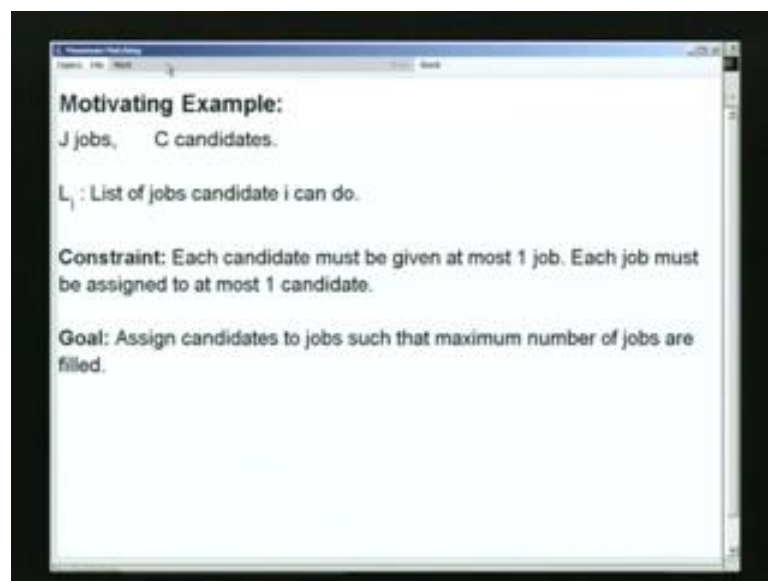 Motivating Example:
J jobs, C candidates.
L_i : List of jobs candidate i can do.
Constraint: Each candidate must be given at most 1 job. Each job must
be assigned to at most 1 candidate.
Goal: Assign candidates to jobs such that maximum number of jobs are
filled.